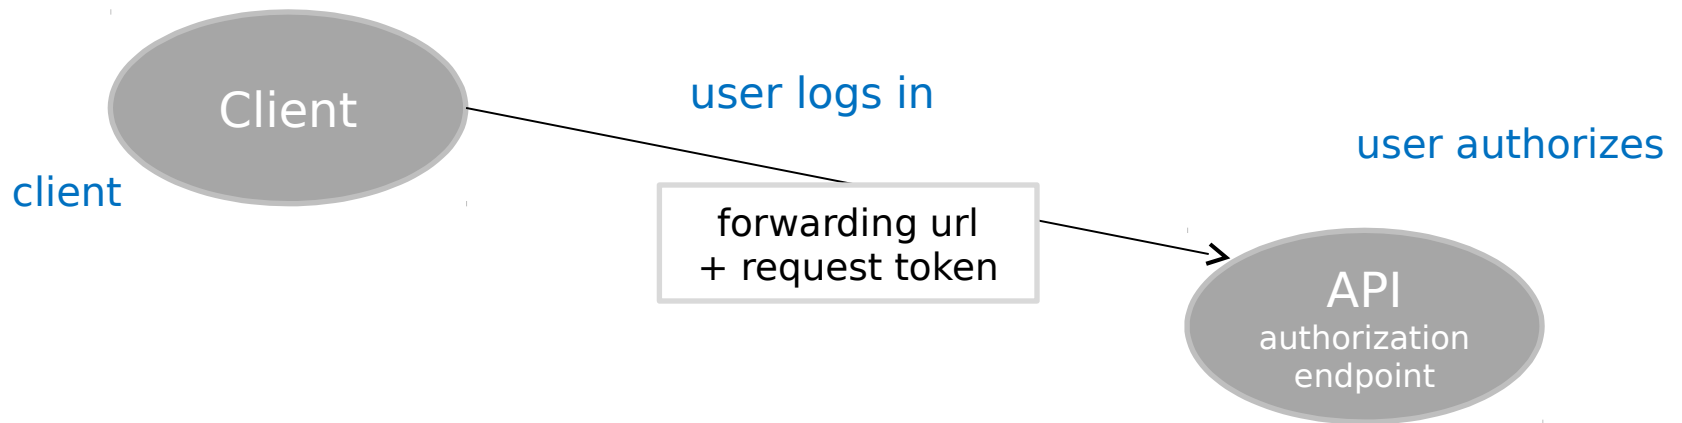 Client
client
user logs in
forwarding url
+ request token
user authorizes
API
authorization
endpoint